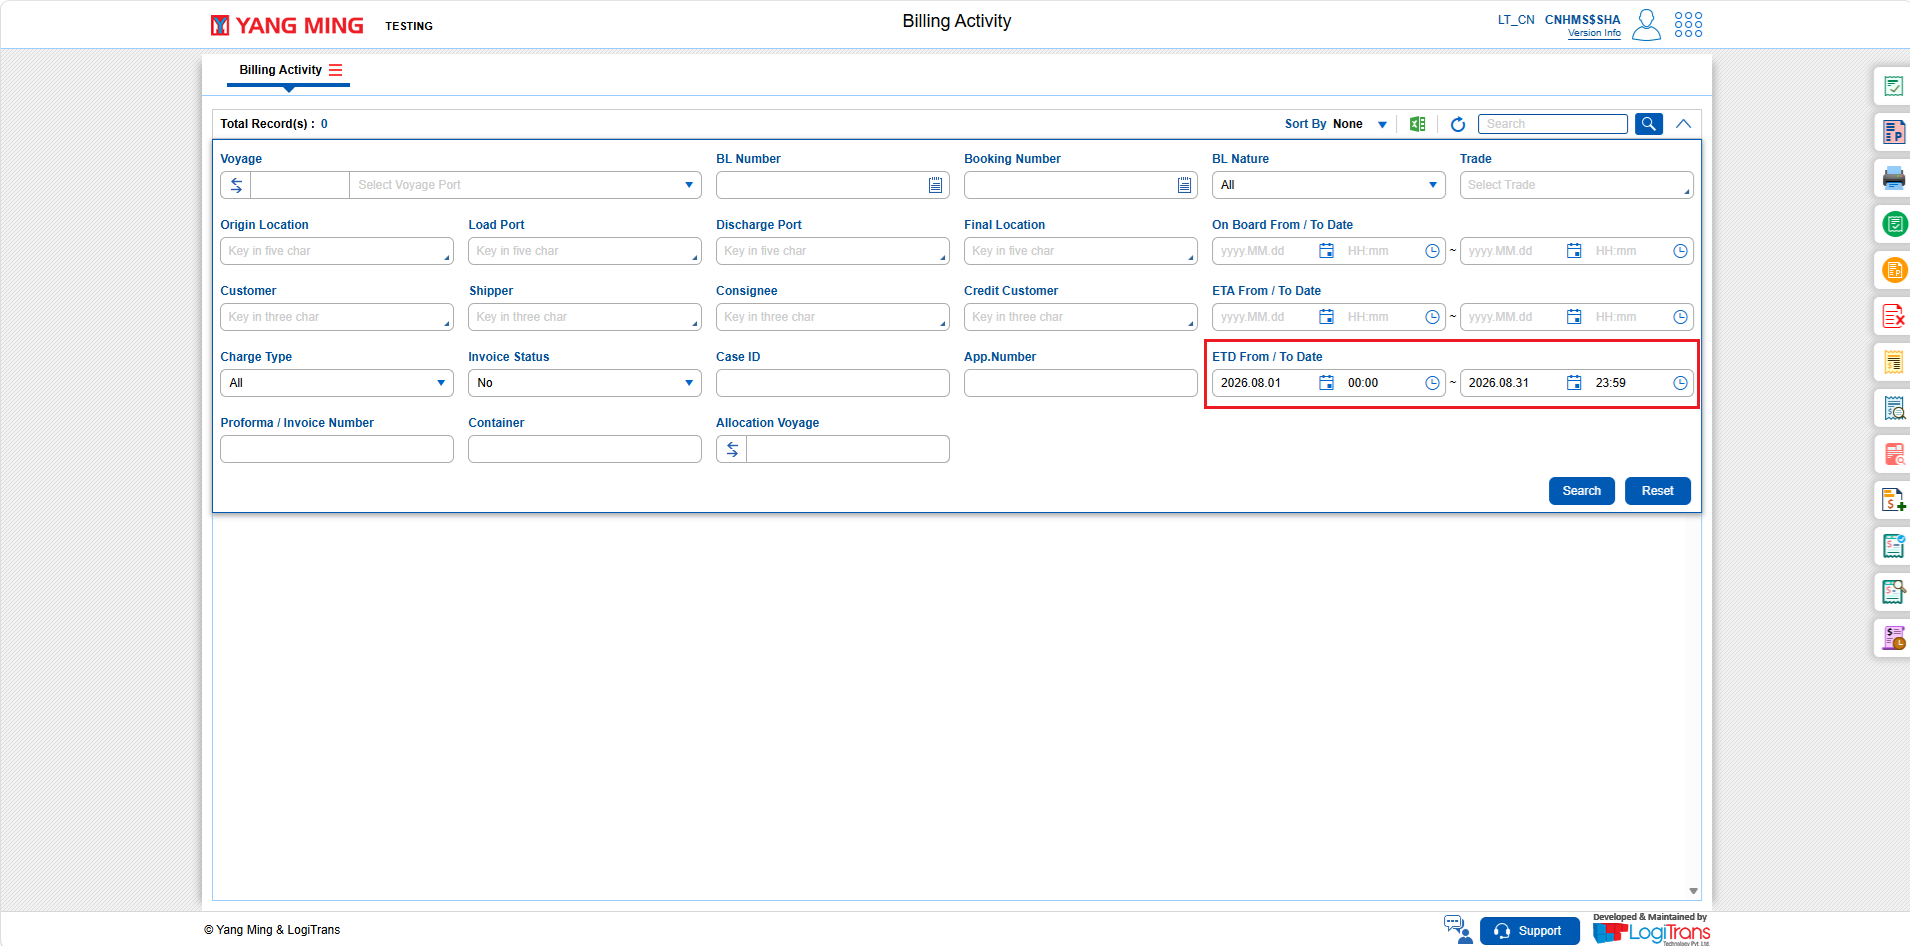 YANG MING TESTING Billing Activity LT_CN CNHMS$SHA
Version Info
Billing Activity
Total Record(s) : 0 Sort By None Search
Voyage BL Number Booking Number BL Nature Trade
Select Voyage Port All Select Trade
Origin Location Load Port Discharge Port Final Location On Board From / To Date
Key in five char Key in five char Key in five char Key in five char yyyy.MM.dd HH:mm ~ yyyy.MM.dd HH:mm
Customer Shipper Consignee Credit Customer ETA From / To Date
Key in three char Key in three char Key in three char Key in three char yyyy.MM.dd HH:mm ~ yyyy.MM.dd HH:mm
Charge Type Invoice Status Case ID App.Number ETD From / To Date
All No 2026.08.01 00:00 ~ 2026.08.31 23:59
Proforma / Invoice Number Container Allocation Voyage
Search Reset
© Yang Ming & LogiTrans Support
Developed & Maintained by
LogiTrans
Technology Pvt. Ltd.